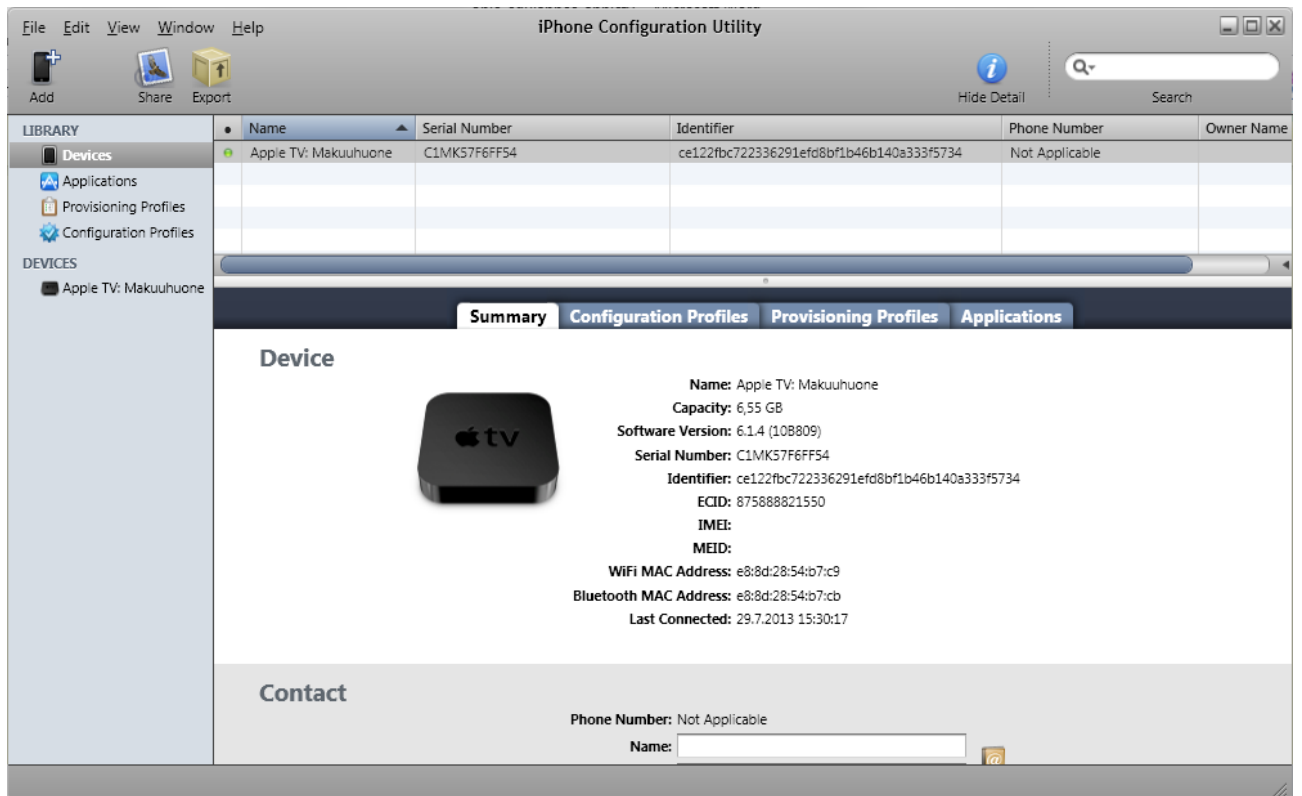 File Edit View Window Help
iPhone Configuration Utility
Add Share Export
Hide Detail
Search
LIBRARY
Devices
Applications
Provisioning Profiles
Configuration Profiles
DEVICES
Apple TV: Makuuhuone
Name Serial Number Identifier Phone Number Owner Name
Apple TV: Makuuhuone C1MK57F6FF54 ce122fbc722336291efd8bf1b46b140a333f5734 Not Applicable
Summary Configuration Profiles Provisioning Profiles Applications
Device
tv
Name: Apple TV: Makuuhuone
Capacity: 6,55 GB
Software Version: 6.1.4 (10B809)
Serial Number: C1MK57F6FF54
Identifier: ce122fbc722336291efd8bf1b46b140a333f5734
ECID: 875888821550
IMEI:
MEID:
WiFi MAC Address: e8:8d:28:54:b7:c9
Bluetooth MAC Address: e8:8d:28:54:b7:cb
Last Connected: 29.7.2013 15:30:17
Contact
Phone Number: Not Applicable
Name: